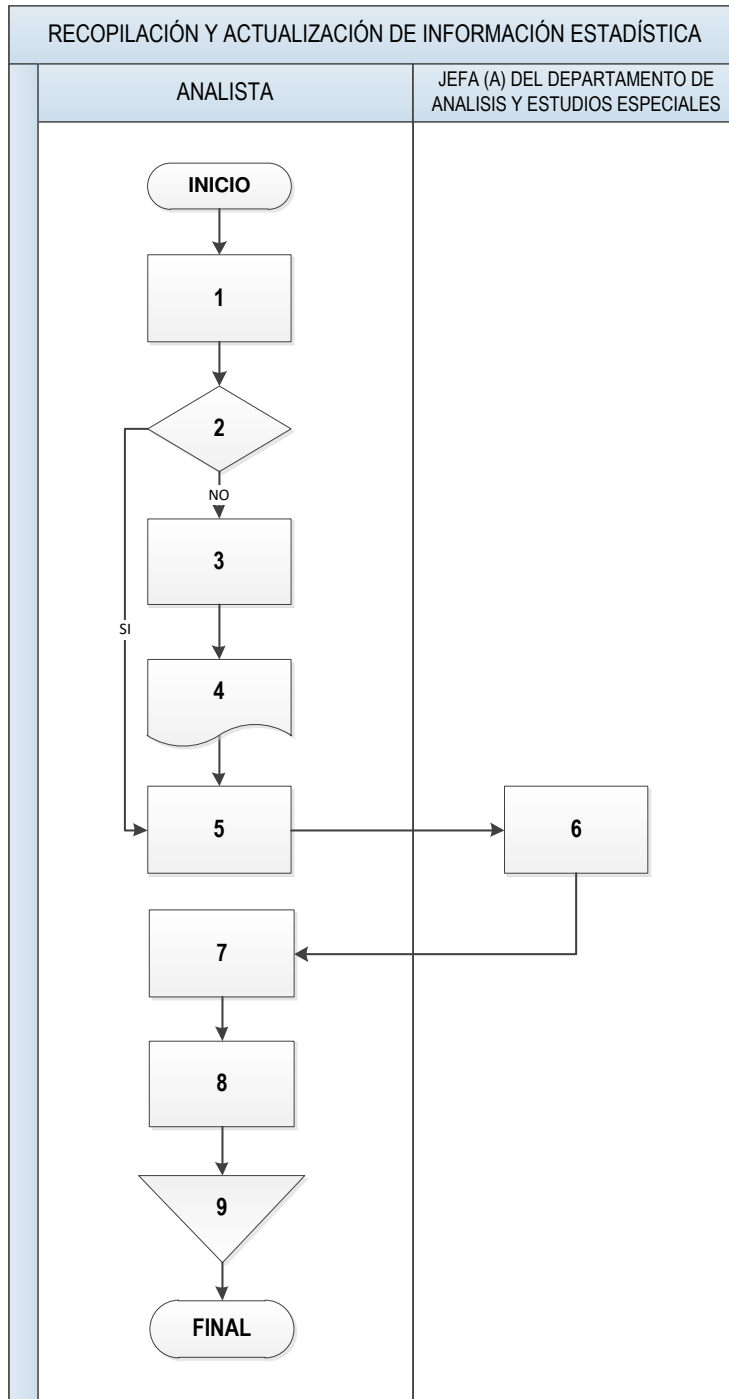 RECOPILACIÓN Y ACTUALIZACIÓN DE INFORMACIÓN ESTADÍSTICA
ANALISTA
JEFA (A) DEL DEPARTAMENTO DE
ANALISIS Y ESTUDIOS ESPECIALES
INICIO
1
2
NO
3
SI
4
5
6
7
8
9
FINAL